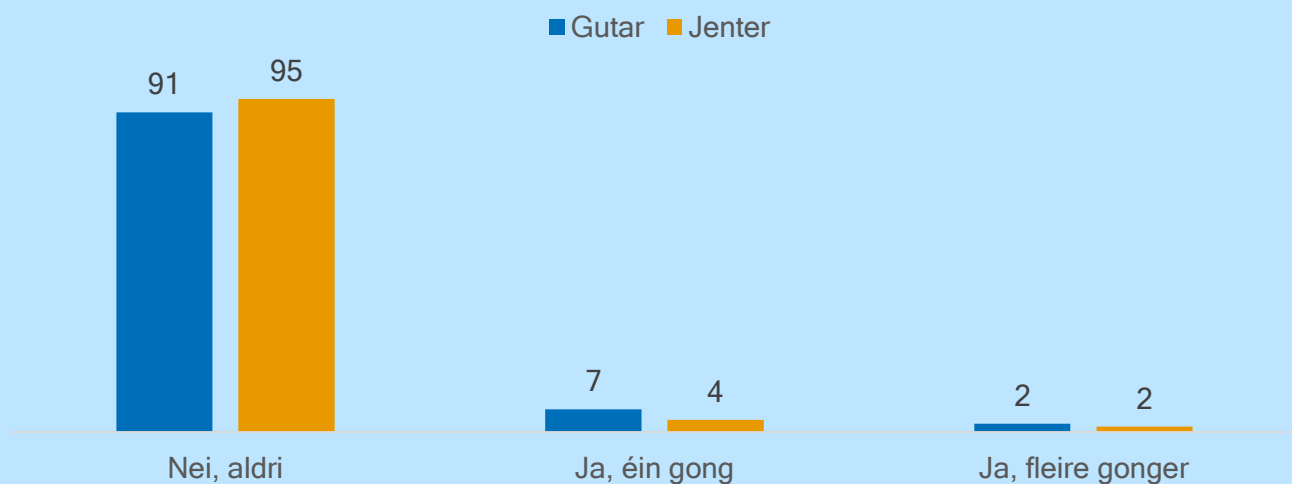 Gutar Jenter
91 95
7 4
2 2
Nei, aldri Ja, éin gong Ja, fleire gonger